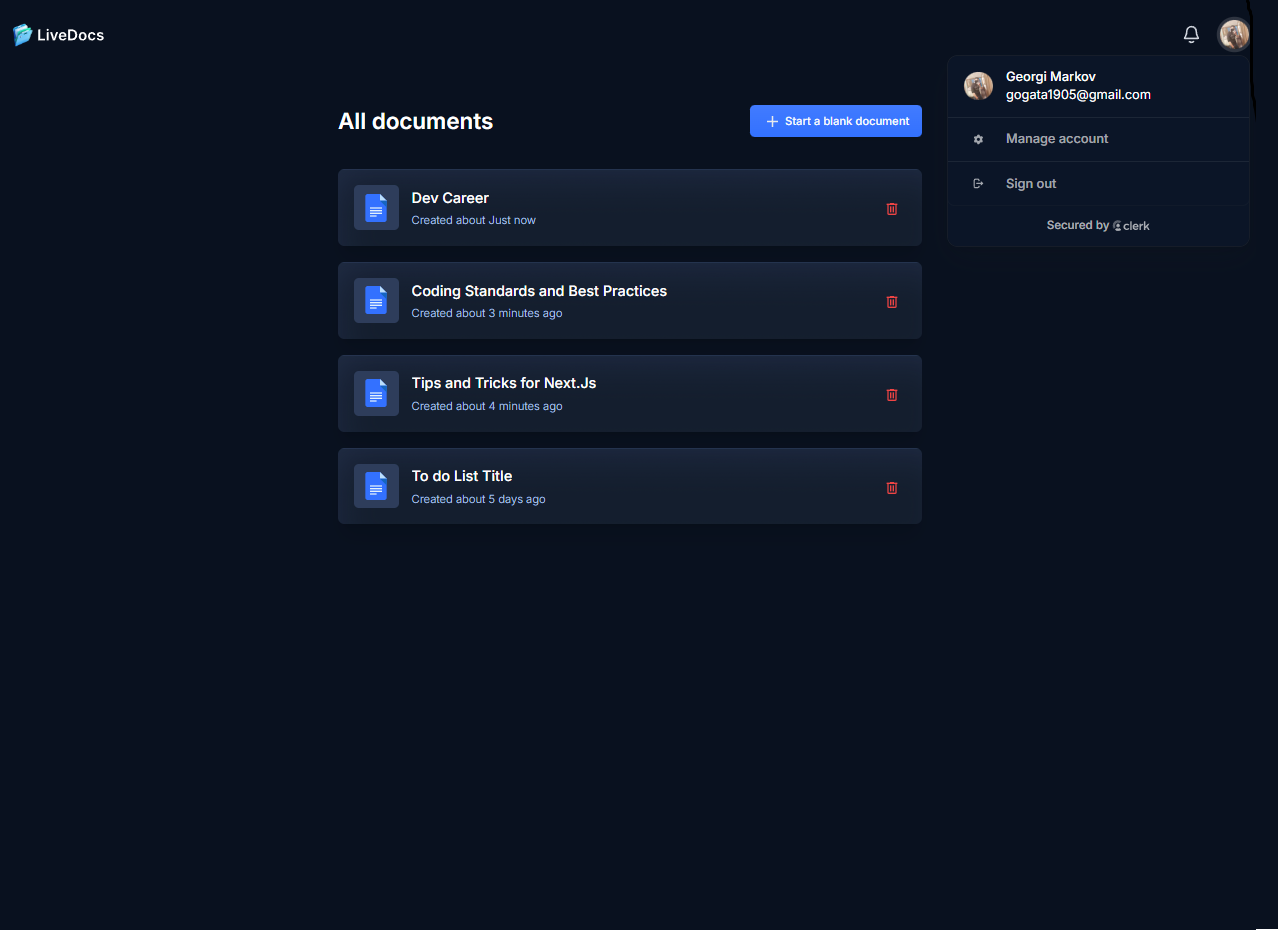 LiveDocs
Georgi Markov
gogata1905@gmail.com
Manage account
Sign out
Secured by clerk
All documents
Start a blank document
Dev Career
Created about Just now
Coding Standards and Best Practices
Created about 3 minutes ago
Tips and Tricks for Next.Js
Created about 4 minutes ago
To do List Title
Created about 5 days ago